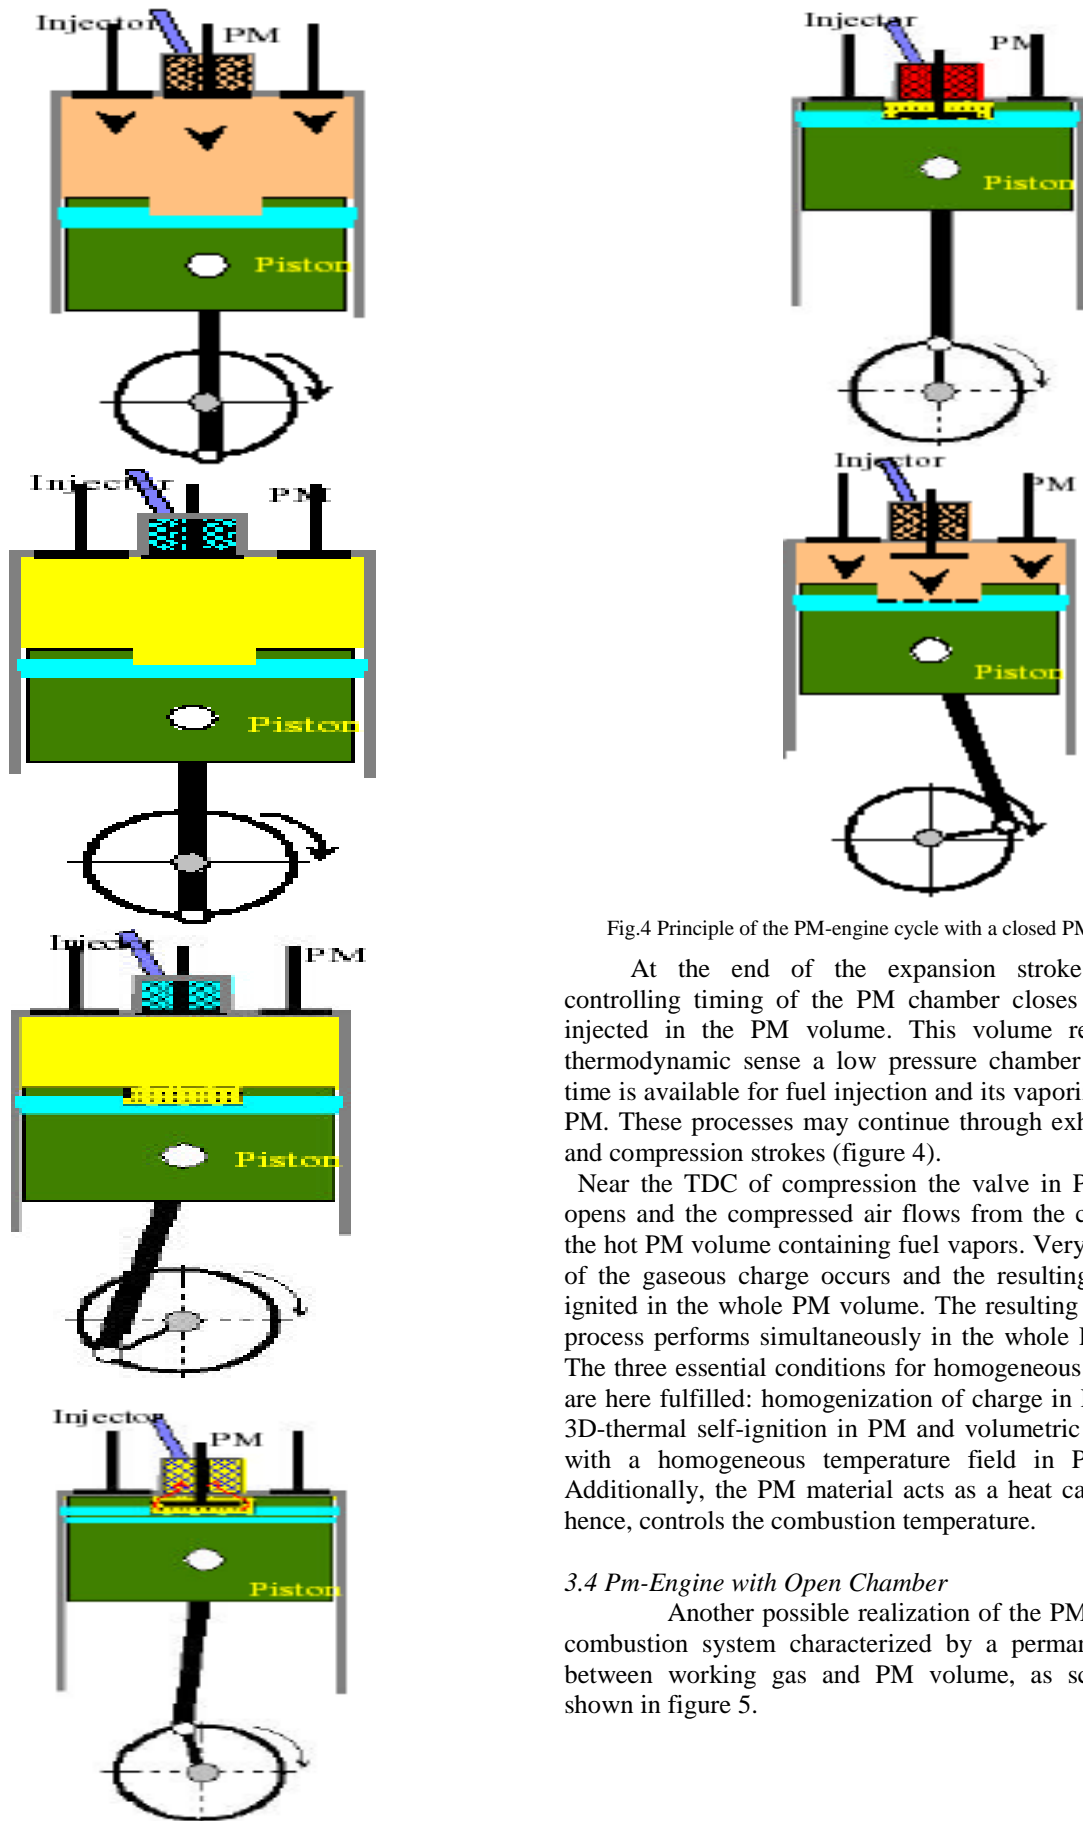 Injector
PM
Piston
Injector
PM
Piston
Injector
PM
Piston
Injector
PM
Piston
Injector
PM
Piston
Injector
PM
Piston
Fig.4 Principle of the PM-engine cycle with a closed PM
At the end of the expansion stroke
controlling timing of the PM chamber closes
injected in the PM volume. This volume re
thermodynamic sense a low pressure chamber
time is available for fuel injection and its vapori
PM. These processes may continue through exh
and compression strokes (figure 4).
Near the TDC of compression the valve in P
opens and the compressed air flows from the c
the hot PM volume containing fuel vapors. Very
of the gaseous charge occurs and the resulting
ignited in the whole PM volume. The resulting
process performs simultaneously in the whole
The three essential conditions for homogeneous
are here fulfilled: homogenization of charge in
3D-thermal self-ignition in PM and volumetric
with a homogeneous temperature field in P
Additionally, the PM material acts as a heat ca
hence, controls the combustion temperature.
3.4 Pm-Engine with Open Chamber
Another possible realization of the PM
combustion system characterized by a perma
between working gas and PM volume, as sc
shown in figure 5.